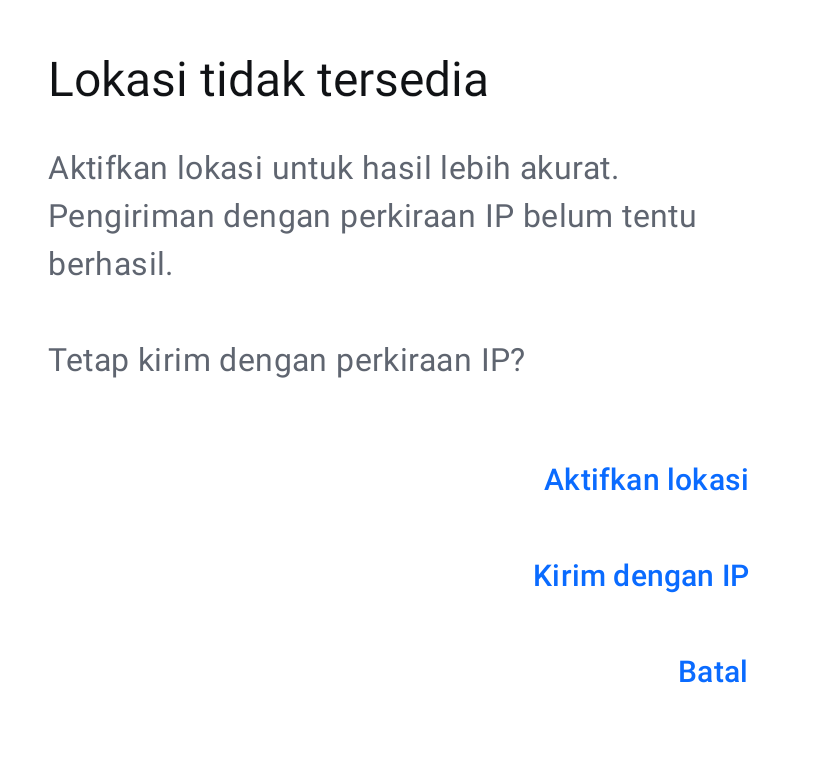 Lokasi tidak tersedia
Aktifkan lokasi untuk hasil lebih akurat.
Pengiriman dengan perkiraan IP belum tentu
berhasil.
Tetap kirim dengan perkiraan IP?
Aktifkan lokasi
Kirim dengan IP
Batal